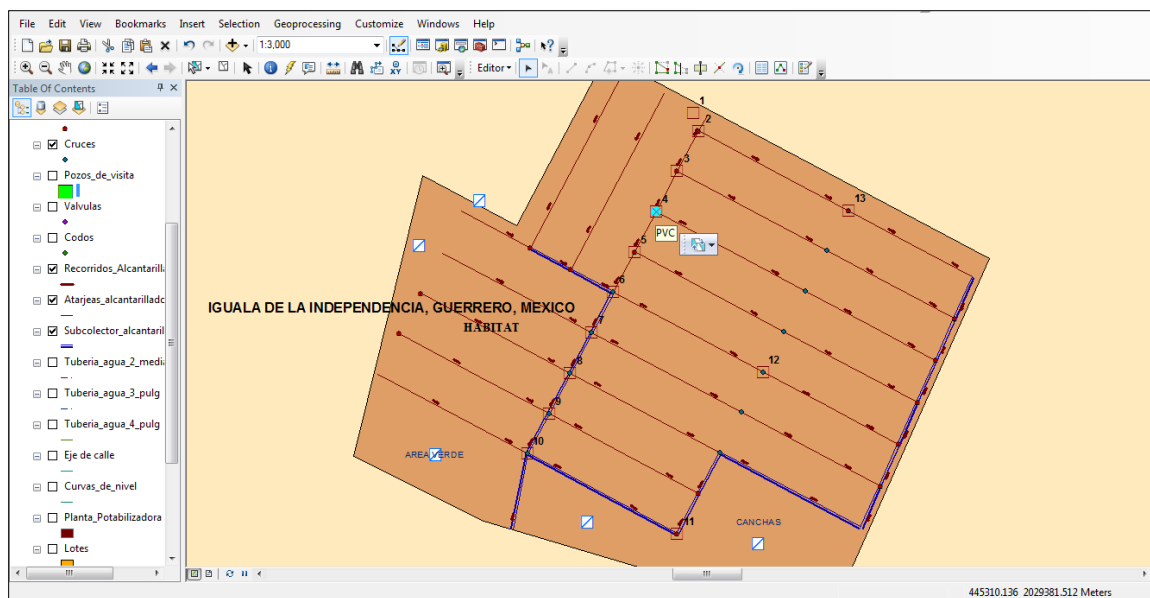 File Edit View Bookmarks Insert Selection Geoprocessing Customize Windows Help
1:3,000
Editor
Table Of Contents
Cruces
Pozos_de_visita
Valvulas
Codos
Recorridos_Alcantarill
Atarjeas_alcantarillado
Subcolector_alcantaril
Tuberia_agua_2_media
Tuberia_agua_3_pulg
Tuberia_agua_4_pulg
Eje de calle
Curvas_de_nivel
Planta_Potabilizadora
Lotes
1
2
3
13
4
PVC
5
6
IGUALA DE LA INDEPENDENCIA, GUERRERO, MEXICO
HABITAT
7
8
12
9
10
AREA VERDE
11
CANCHAS
445310.136 2029381.512 Meters